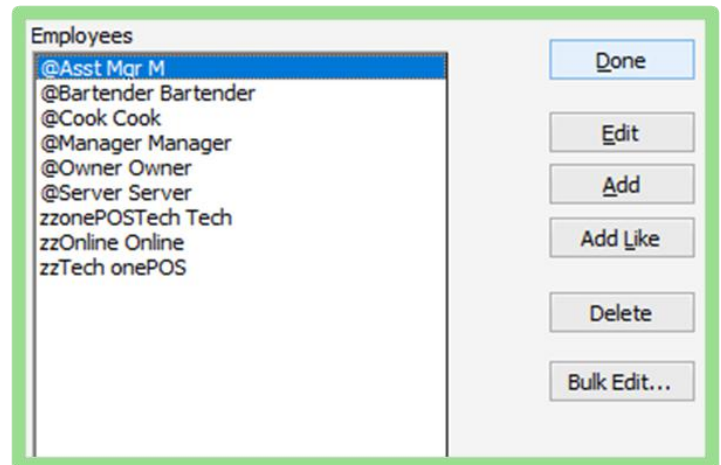 Employees
@Asst Mgr M
@Bartender Bartender
@Cook Cook
@Manager Manager
@Owner Owner
@Server Server
zzonePOSTech Tech
zzOnline Online
zzTech onePOS
Done
Edit
Add
Add Like
Delete
Bulk Edit...